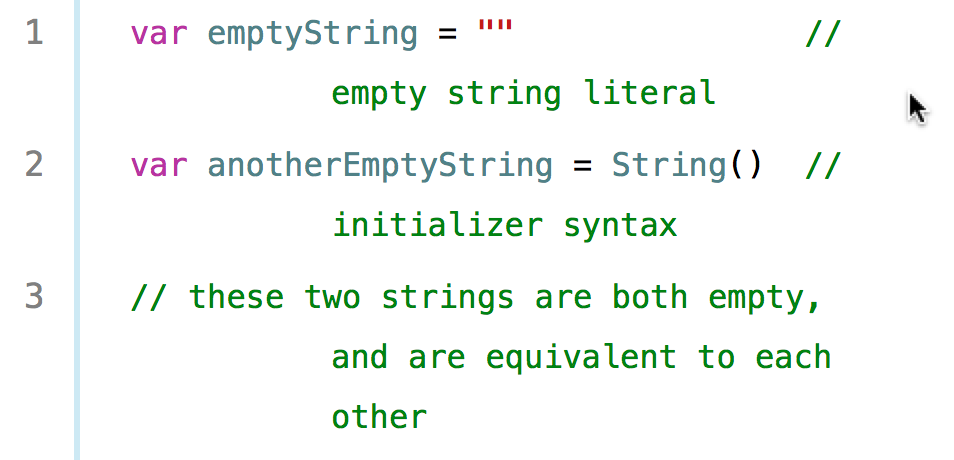 1 var emptyString = "" //
empty string literal
2 var anotherEmptyString = String() //
initializer syntax
3 // these two strings are both empty,
and are equivalent to each
other